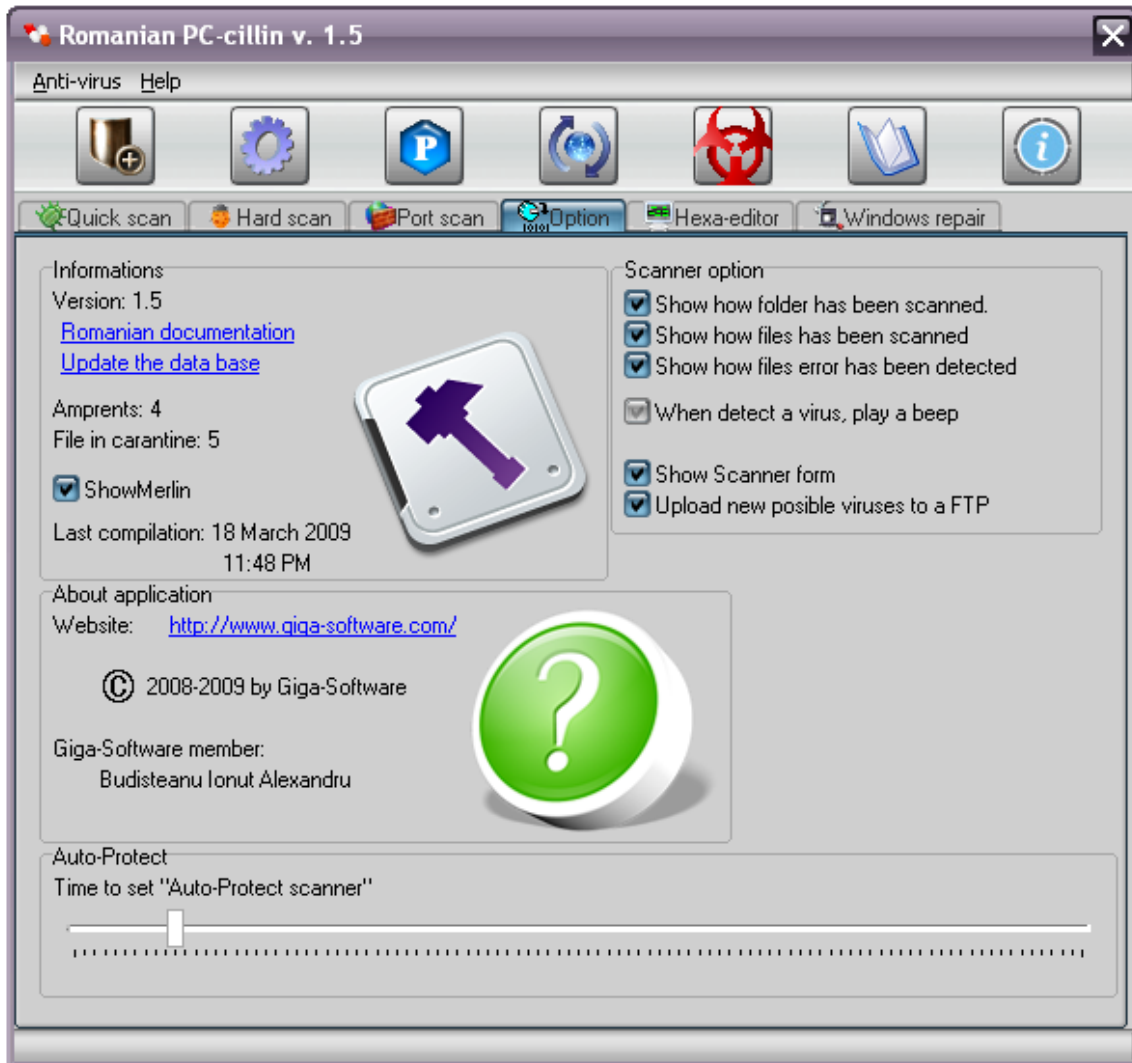 Romanian PC-cillin v. 1.5
Anti-virus Help
P
i
Quick scan
Hard scan
Port scan
1010
Option
Hexa-editor
Windows repair
Informations
Version: 1.5
Romanian documentation
Update the data base
Amprents: 4
File in carantine: 5
ShowMerlin
Last compilation: 18 March 2009
11:48 PM
Scanner option
Show how folder has been scanned.
Show how files has been scanned
Show how files error has been detected
When detect a virus, play a beep
Show Scanner form
Upload new posible viruses to a FTP
About application
Website: http://www.giga-software.com/
© 2008-2009 by Giga-Software
Giga-Software member:
Budisteanu Ionut Alexandru
?
Auto-Protect
Time to set "Auto-Protect scanner"